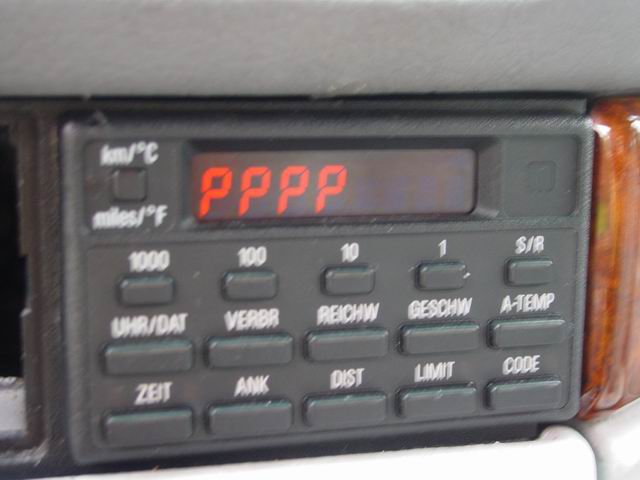 km/°C
PPPP
miles/°F
1000 100 10 1 S/R
UHR/DAT VERBR REICHW GESCHW A-TEMP
ZEIT ANK DIST LIMIT CODE